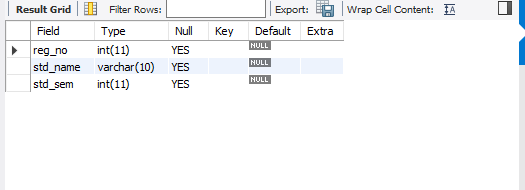 Result Grid Filter Rows: Export: Wrap Cell Content: IA
Field Type Null Key Default Extra
reg_no int(11) YES NULL
std_name varchar(10) YES NULL
std_sem int(11) YES NULL